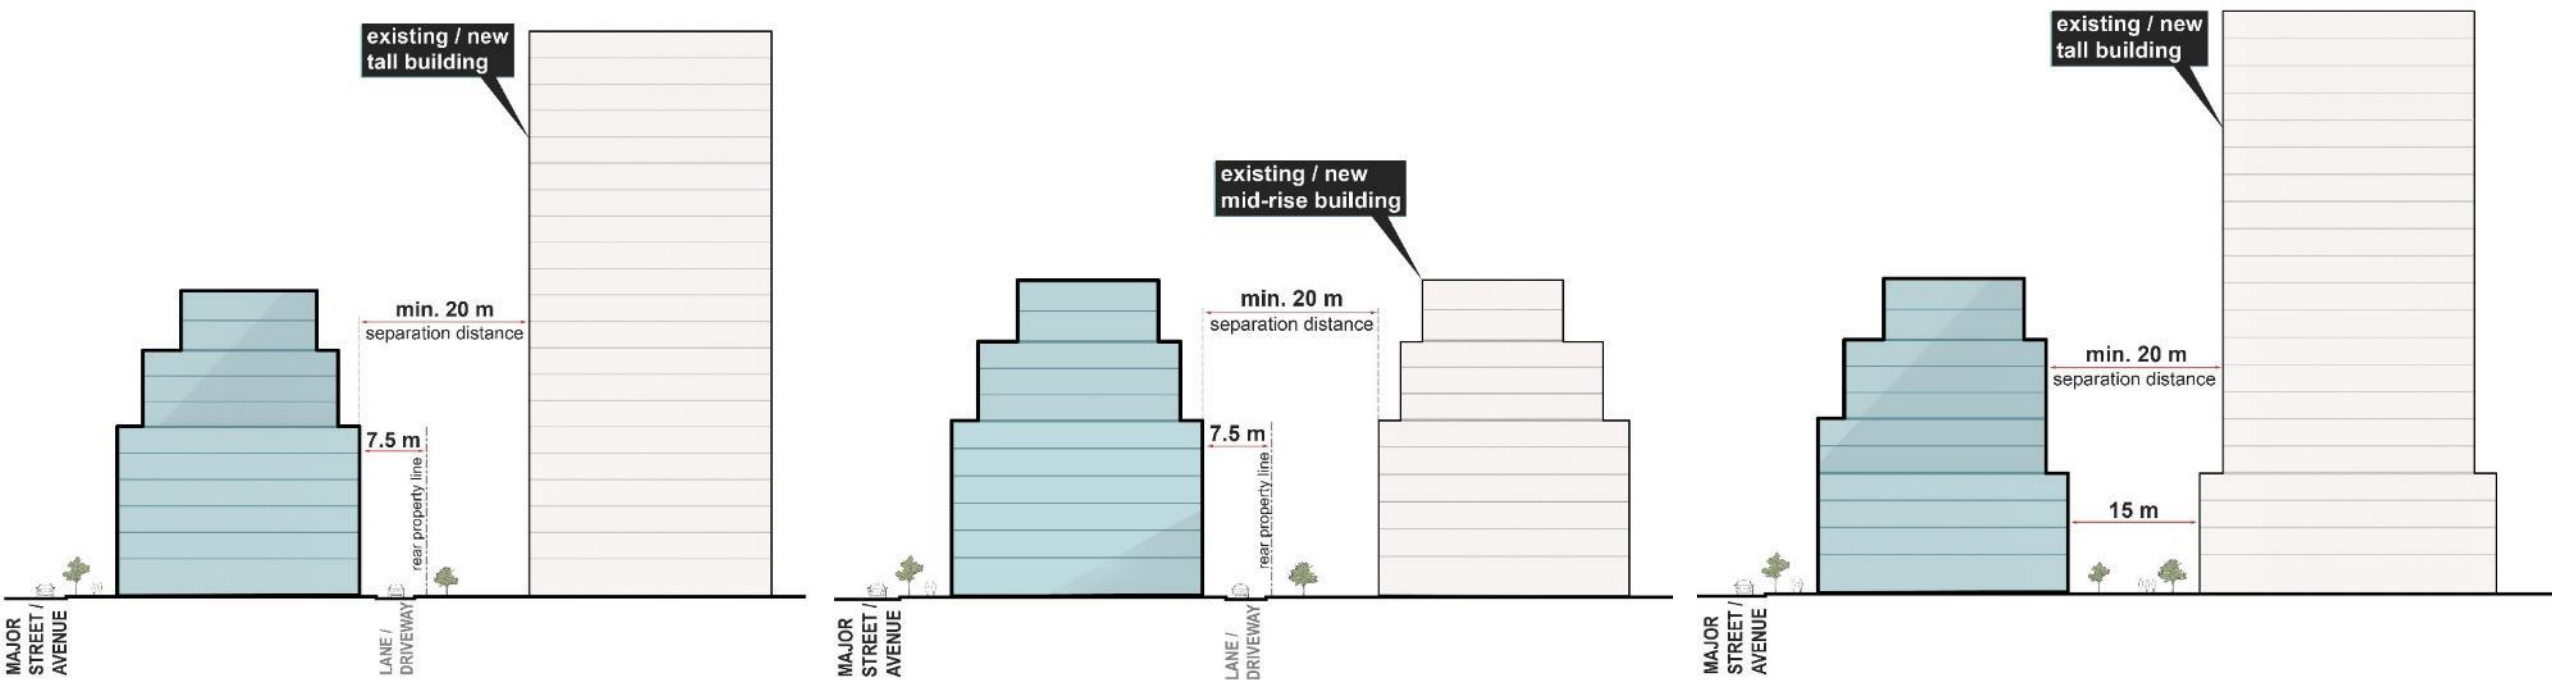 existing / new
tall building
min. 20 m
separation distance
7.5 m
rear property line
MAJOR
STREET /
AVENUE
LANE /
DRIVEWAY
existing / new
mid-rise building
min. 20 m
separation distance
7.5 m
rear property line
MAJOR
STREET /
AVENUE
LANE /
DRIVEWAY
existing / new
tall building
min. 20 m
separation distance
15 m
MAJOR
STREET /
AVENUE